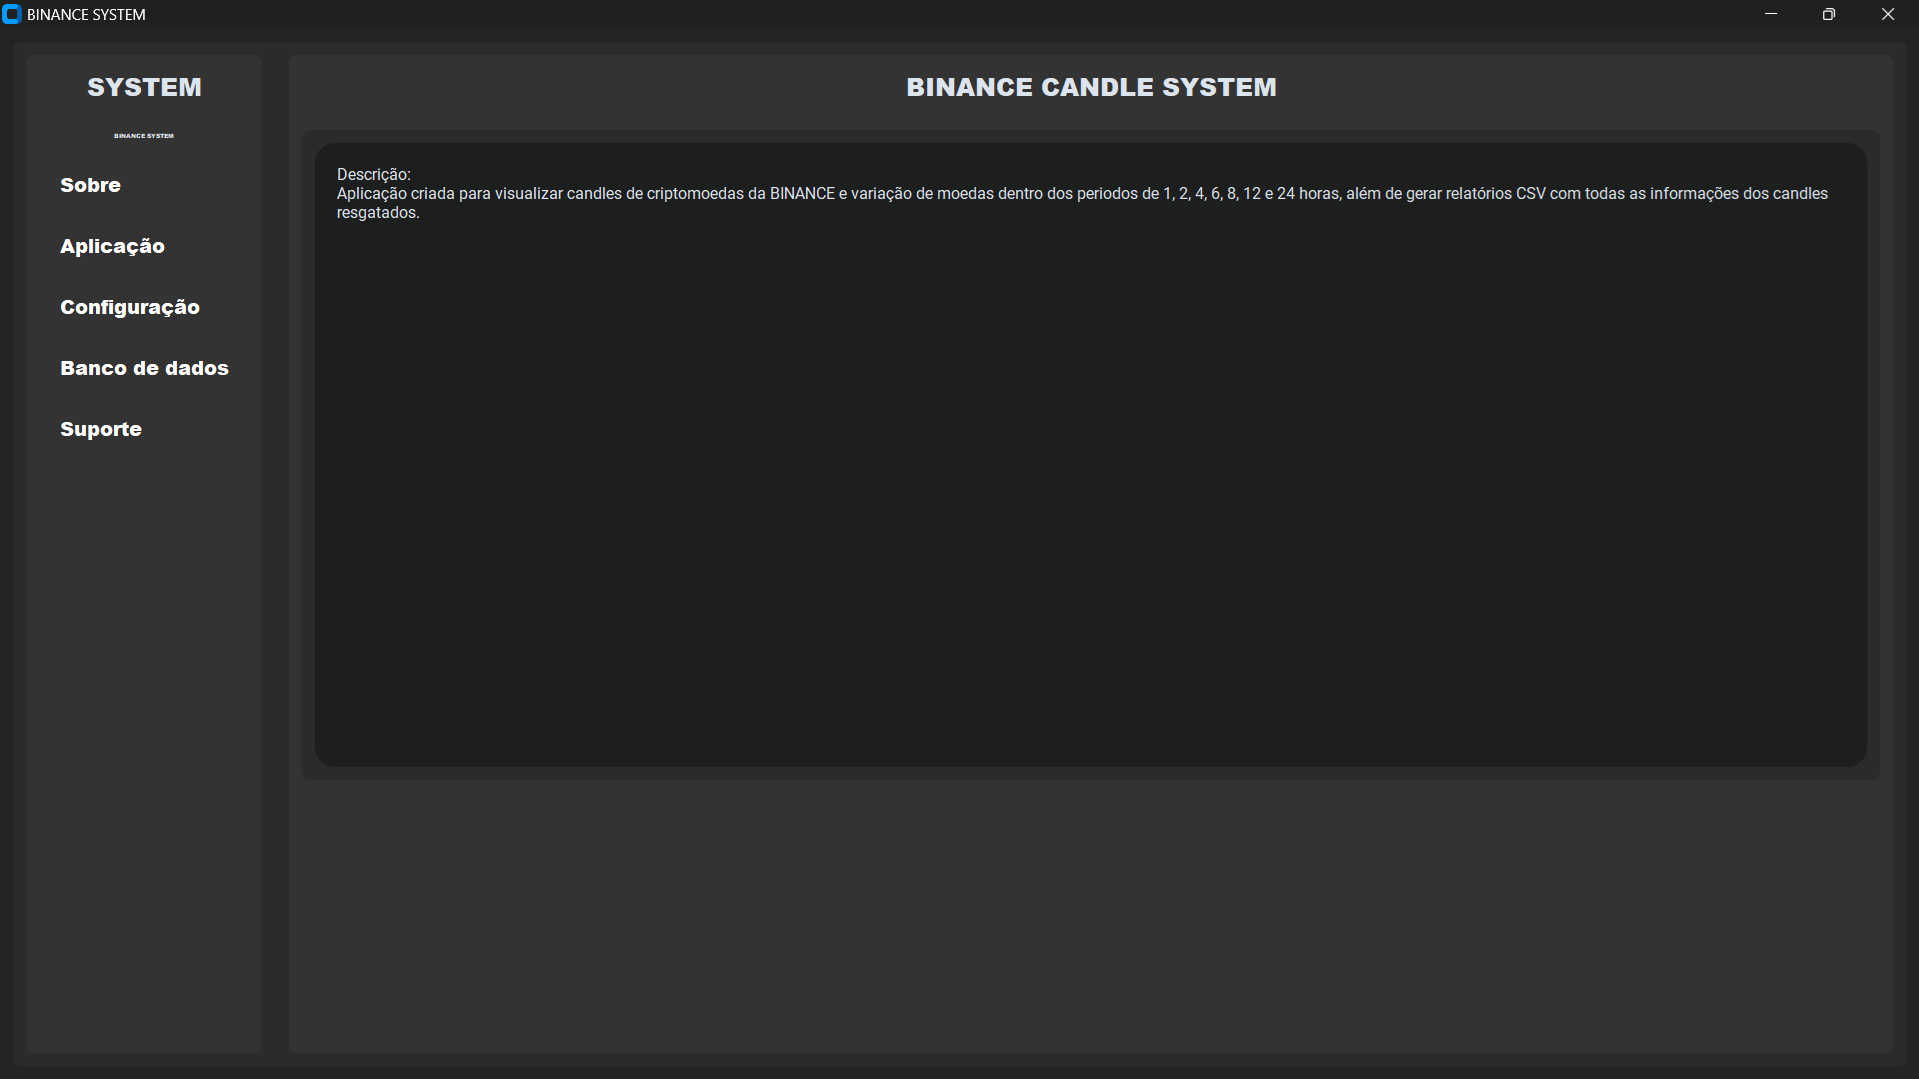 BINANCE SYSTEM
SYSTEM
BINANCE SYSTEM
Sobre
Aplicação
Configuração
Banco de dados
Suporte
BINANCE CANDLE SYSTEM
Descrição:
Aplicação criada para visualizar candles de criptomoedas da BINANCE e variação de moedas dentro dos periodos de 1, 2, 4, 6, 8, 12 e 24 horas, além de gerar relatórios CSV com todas as informações dos candles
resgatados.